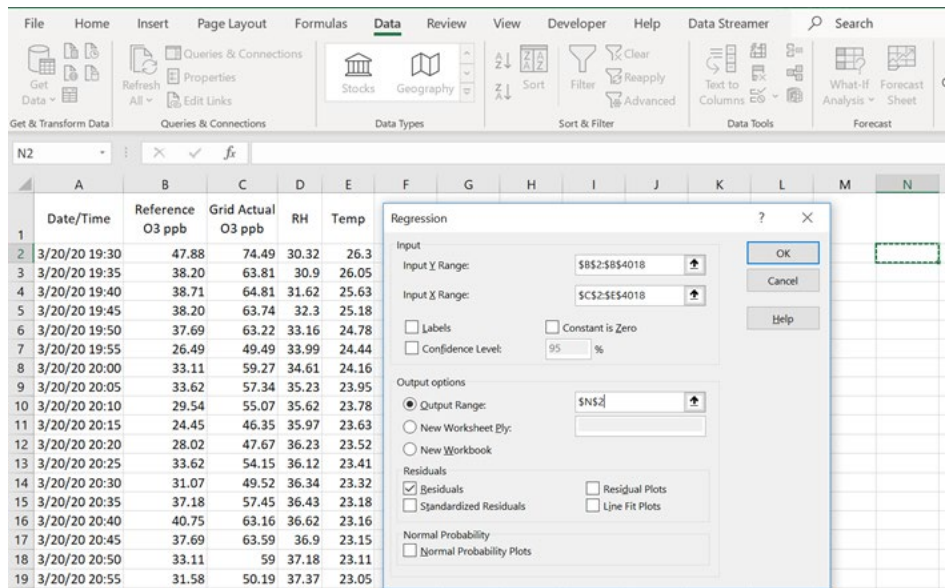 File Home Insert Page Layout Formulas Data Review View Developer Help Data Streamer Search
Get Data
Refresh All
Queries & Connections
Properties
Edit Links
Stocks
Geography
Sort
Filter
Clear
Reapply
Advanced
Text to Columns
What-If Analysis
Forecast Sheet
Get & Transform Data
Queries & Connections
Data Types
Sort & Filter
Data Tools
Forecast
N2 fx
A B C D E F G H I J K L M N
1 Date/Time Reference O3 ppb Grid Actual O3 ppb RH Temp
2 3/20/20 19:30 47.88 74.49 30.32 26.3
3 3/20/20 19:35 38.20 63.81 30.9 26.05
4 3/20/20 19:40 38.71 64.81 31.62 25.63
5 3/20/20 19:45 38.20 63.74 32.3 25.18
6 3/20/20 19:50 37.69 63.22 33.16 24.78
7 3/20/20 19:55 26.49 49.49 33.99 24.44
8 3/20/20 20:00 33.11 59.27 34.61 24.16
9 3/20/20 20:05 33.62 57.34 35.23 23.95
10 3/20/20 20:10 29.54 55.07 35.62 23.78
11 3/20/20 20:15 24.45 46.35 35.97 23.63
12 3/20/20 20:20 28.02 47.67 36.23 23.52
13 3/20/20 20:25 33.62 54.15 36.12 23.41
14 3/20/20 20:30 31.07 49.52 36.34 23.32
15 3/20/20 20:35 37.18 57.45 36.43 23.18
16 3/20/20 20:40 40.75 63.16 36.62 23.16
17 3/20/20 20:45 37.69 63.59 36.9 23.15
18 3/20/20 20:50 33.11 59 37.18 23.11
19 3/20/20 20:55 31.58 50.19 37.37 23.05
Regression ?
Input
Input Y Range: $B$2:$B$4018
Input X Range: $C$2:$E$4018
Labels Constant is Zero
Confidence Level: 95 %
Output options
Output Range: $N$2
New Worksheet Ply:
New Workbook
Residuals
Residuals Residual Plots
Standardized Residuals Line Fit Plots
Normal Probability
Normal Probability Plots
OK
Cancel
Help